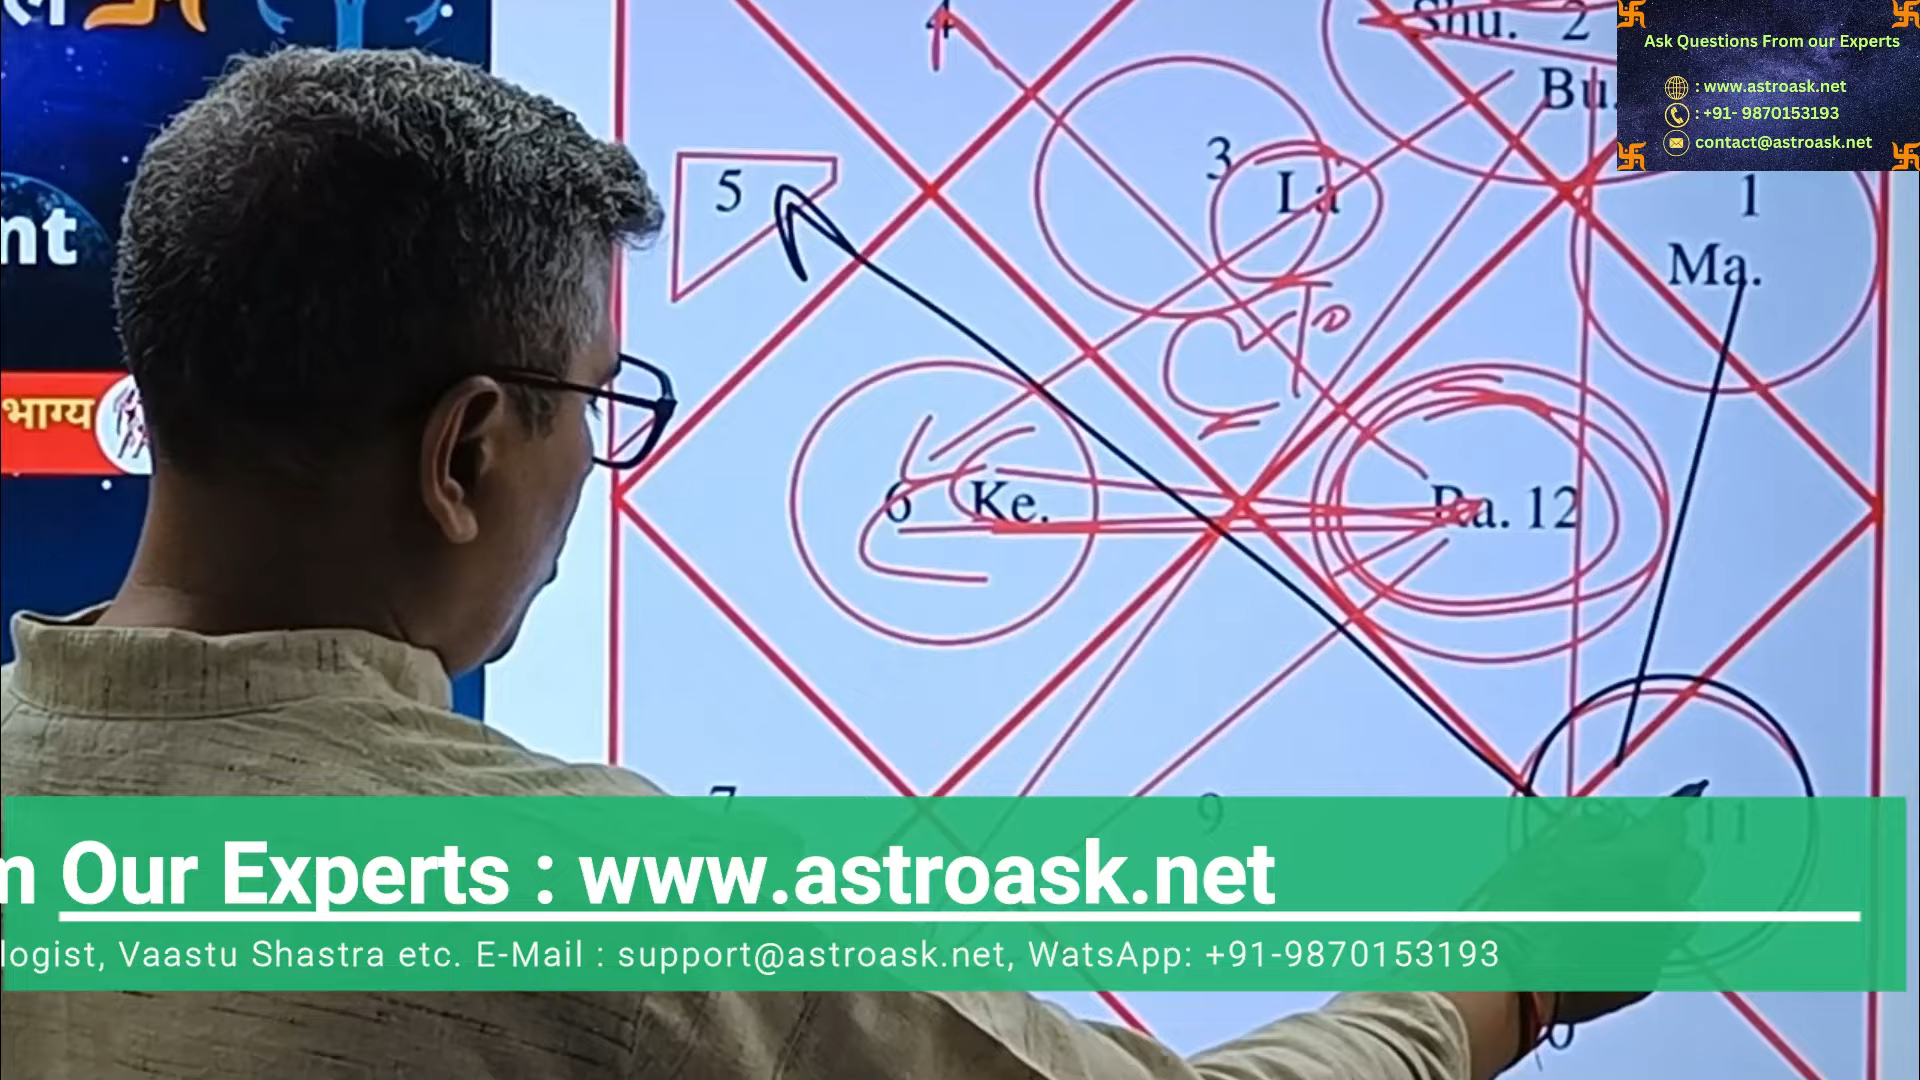 nt
भाग्य
4
Shu. 2
Bu.
5
3
La
1
Ma.
6 Ke.
Ra. 12
7
9
11
Ask Questions From our Experts
: www.astroask.net
: +91- 9870153193
contact@astroask.net
m Our Experts : www.astroask.net
logist, Vaastu Shastra etc. E-Mail : support@astroask.net, WatsApp: +91-9870153193